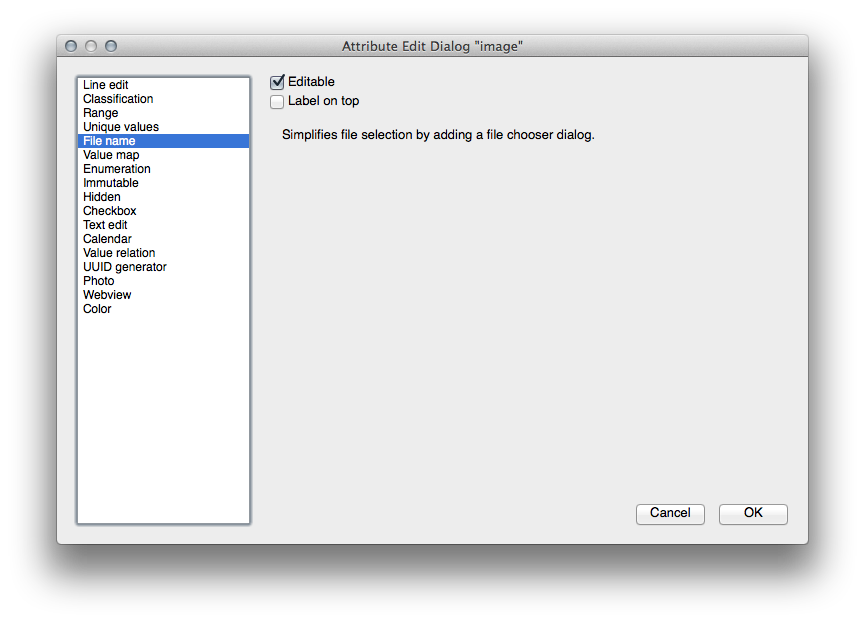 Attribute Edit Dialog "image"
Line edit
Classification
Range
Unique values
File name
Value map
Enumeration
Immutable
Hidden
Checkbox
Text edit
Calendar
Value relation
UUID generator
Photo
Webview
Color
Editable
Label on top
Simplifies file selection by adding a file chooser dialog.
Cancel
OK